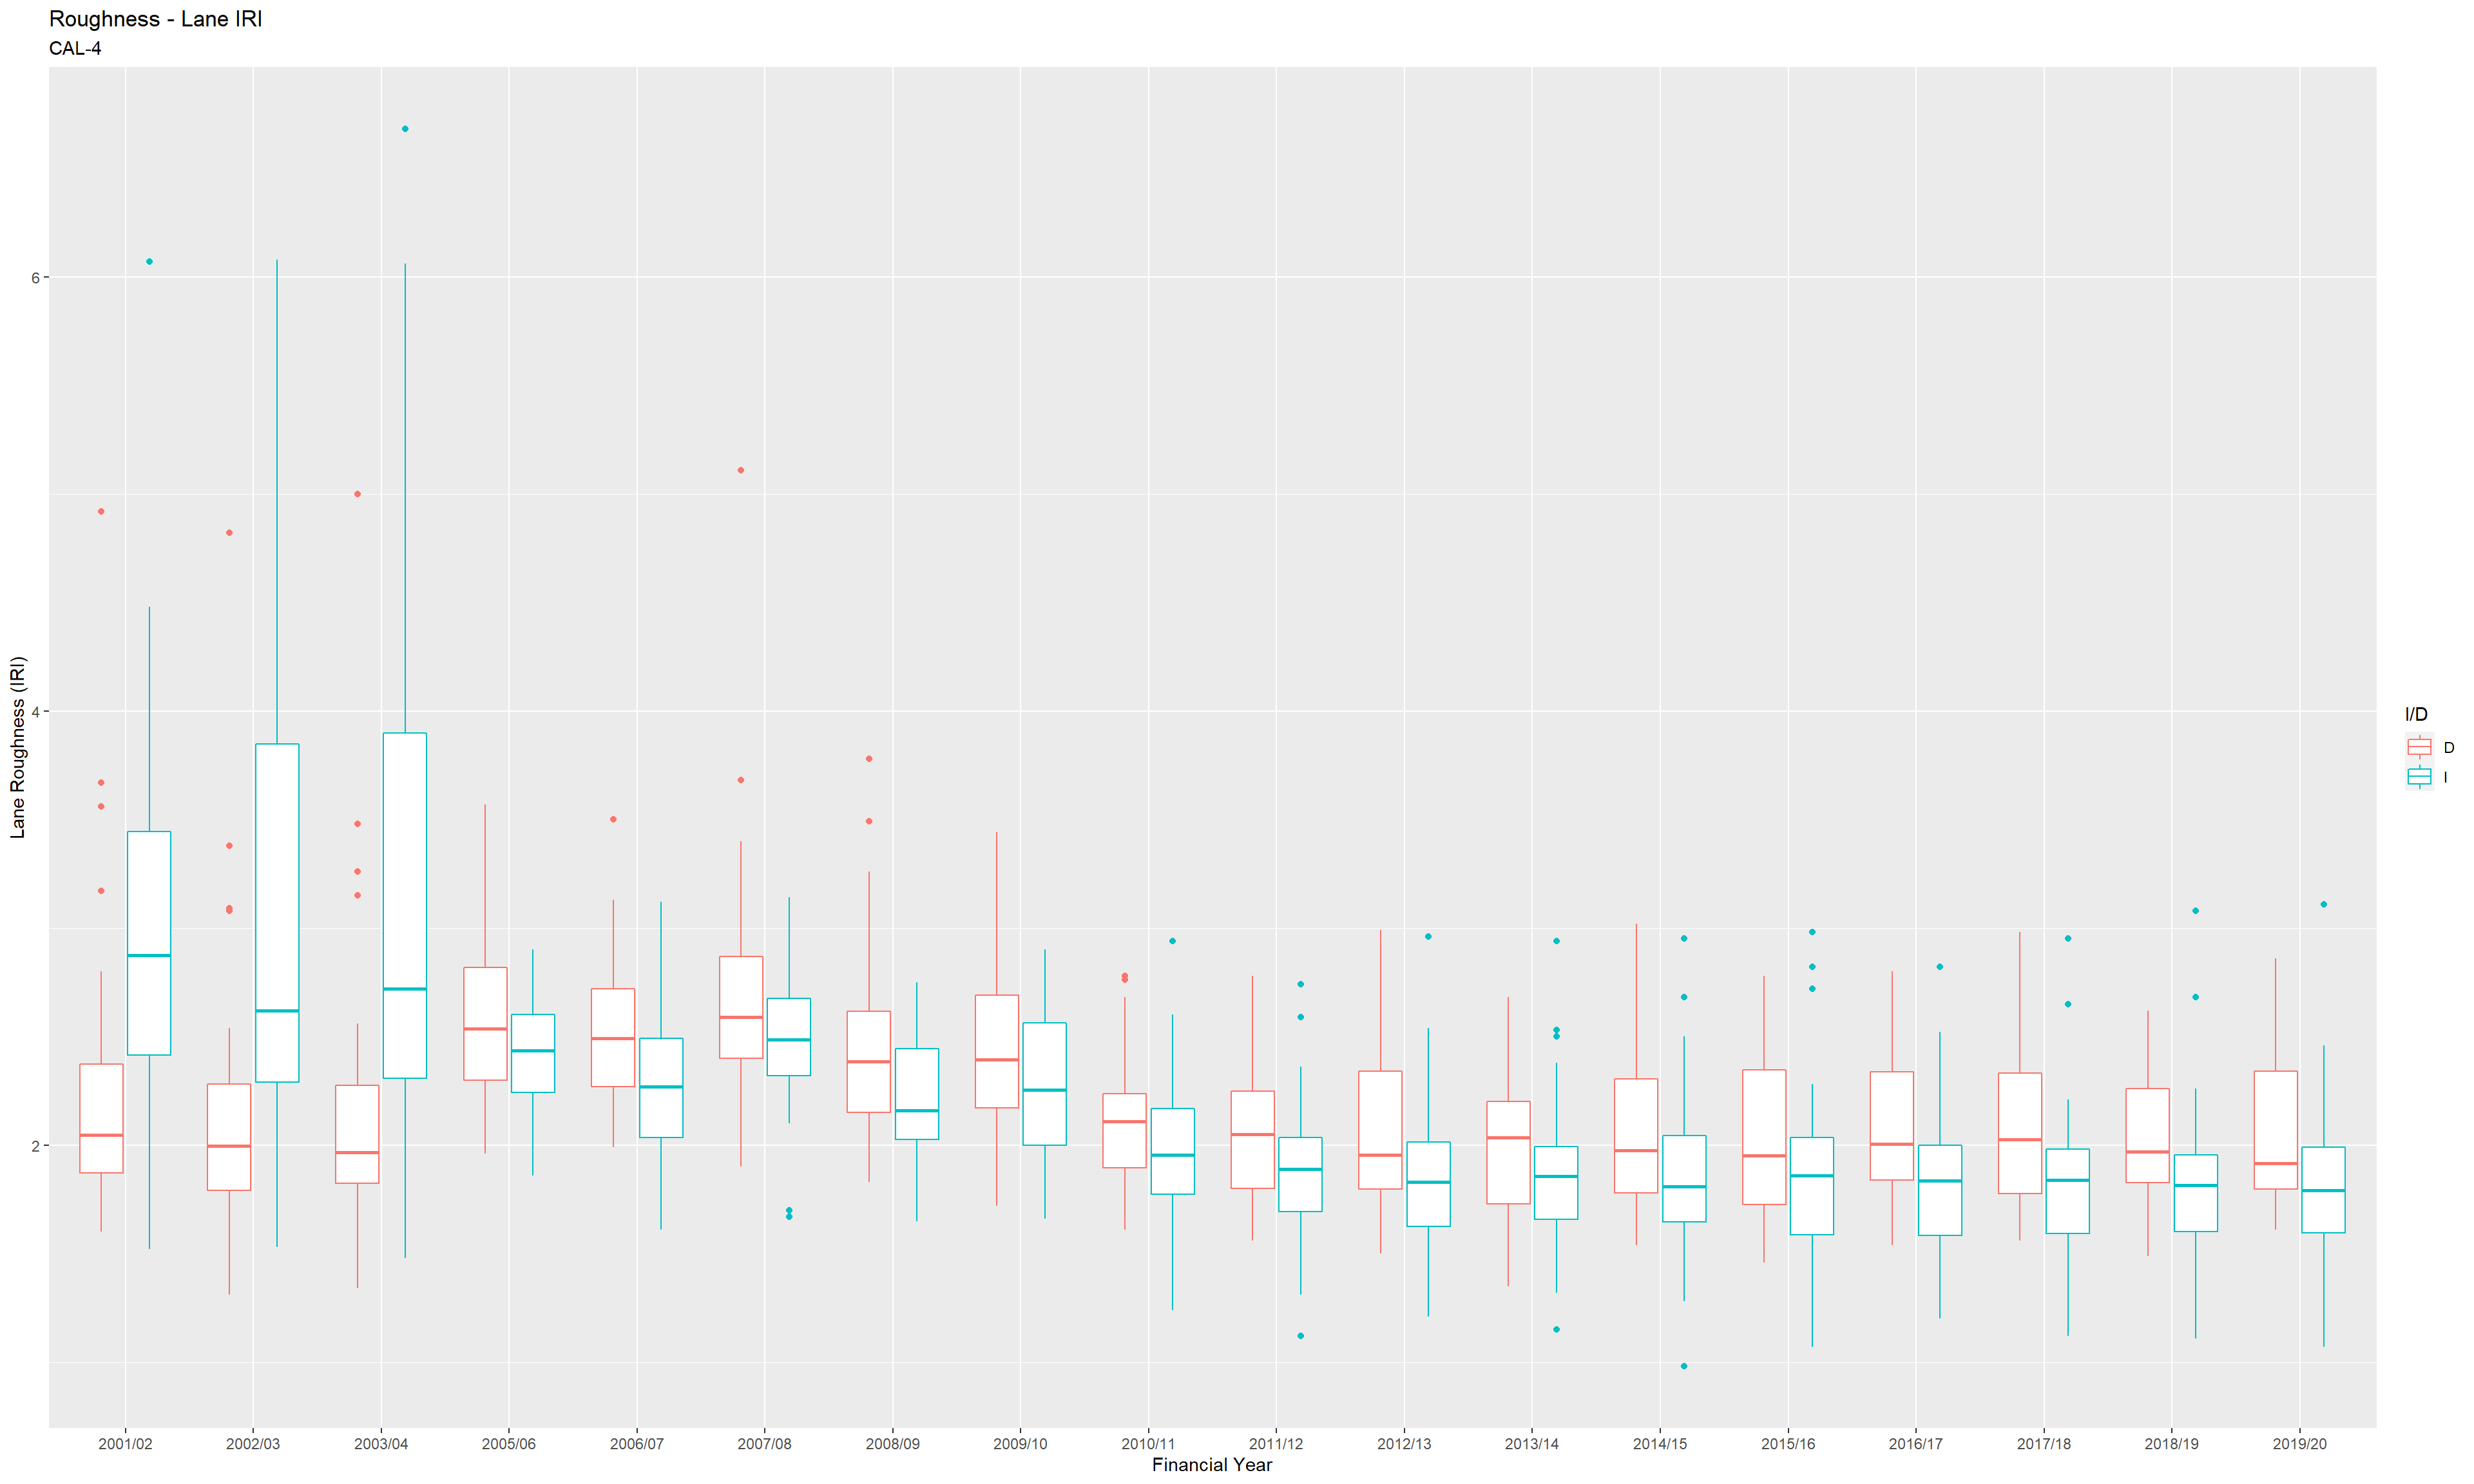 Roughness - Lane IRI
CAL-4
Lane Roughness (IRI)
6
4
2
2001/02 2002/03 2003/04 2005/06 2006/07 2007/08 2008/09 2009/10 2010/11 2011/12 2012/13 2013/14 2014/15 2015/16 2016/17 2017/18 2018/19 2019/20
Financial Year
I/D
D
I